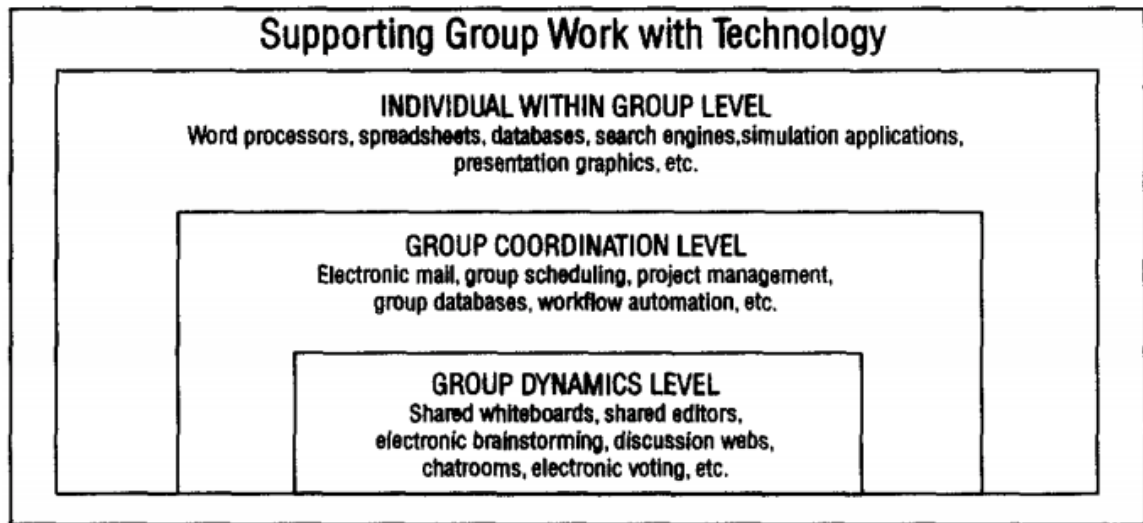 Supporting Group Work with Technology
INDIVIDUAL WITHIN GROUP LEVEL
Word processors, spreadsheets, databases, search engines,simulation applications,
presentation graphics, etc.
GROUP COORDINATION LEVEL
Electronic mail, group scheduling, project management,
group databases, workflow automation, etc.
GROUP DYNAMICS LEVEL
Shared whiteboards, shared editors,
electronic brainstorming, discussion webs,
chatrooms, electronic voting, etc.